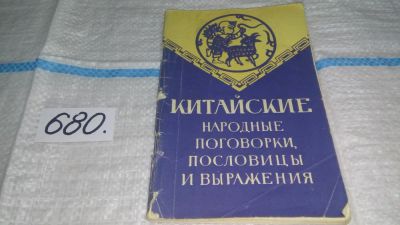 680.
КИТАЙСКИЕ
НАРОДНЫЕ
ПОГОВОРКИ,
ПОСЛОВИЦЫ
И ВЫРАЖЕНИЯ